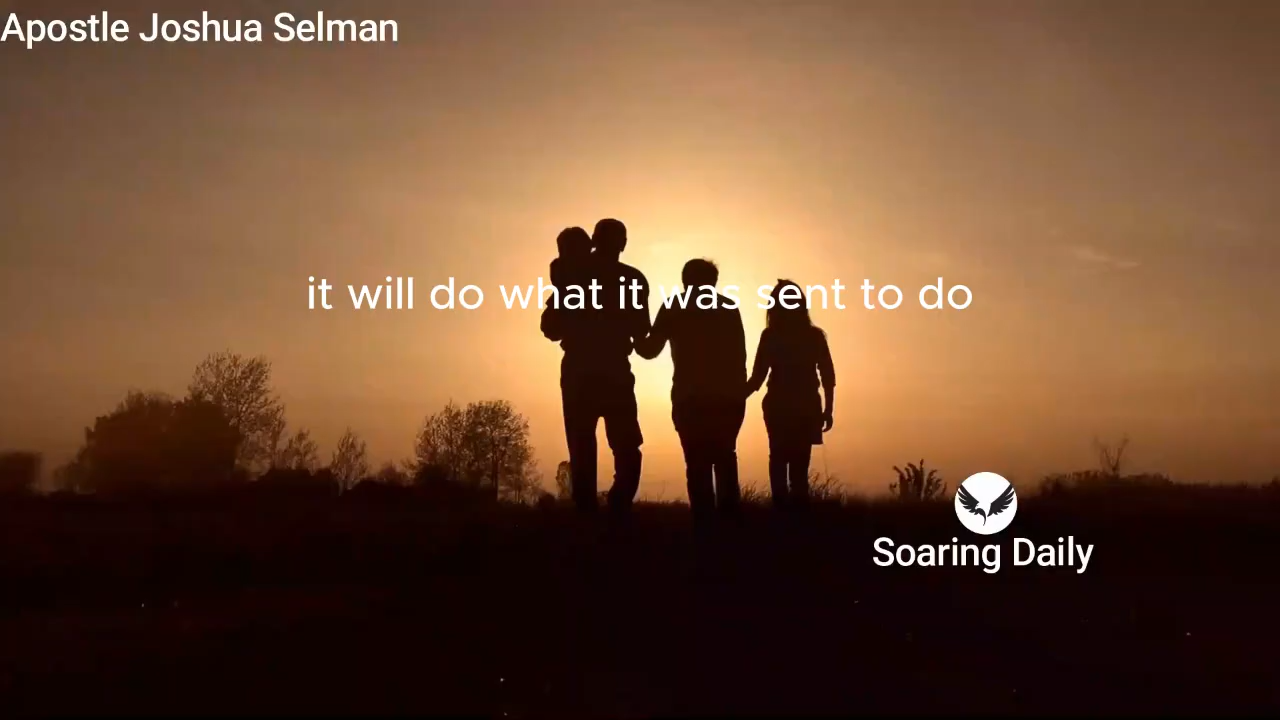 Apostle Joshua Selman
it will do what it was sent to do
Soaring Daily